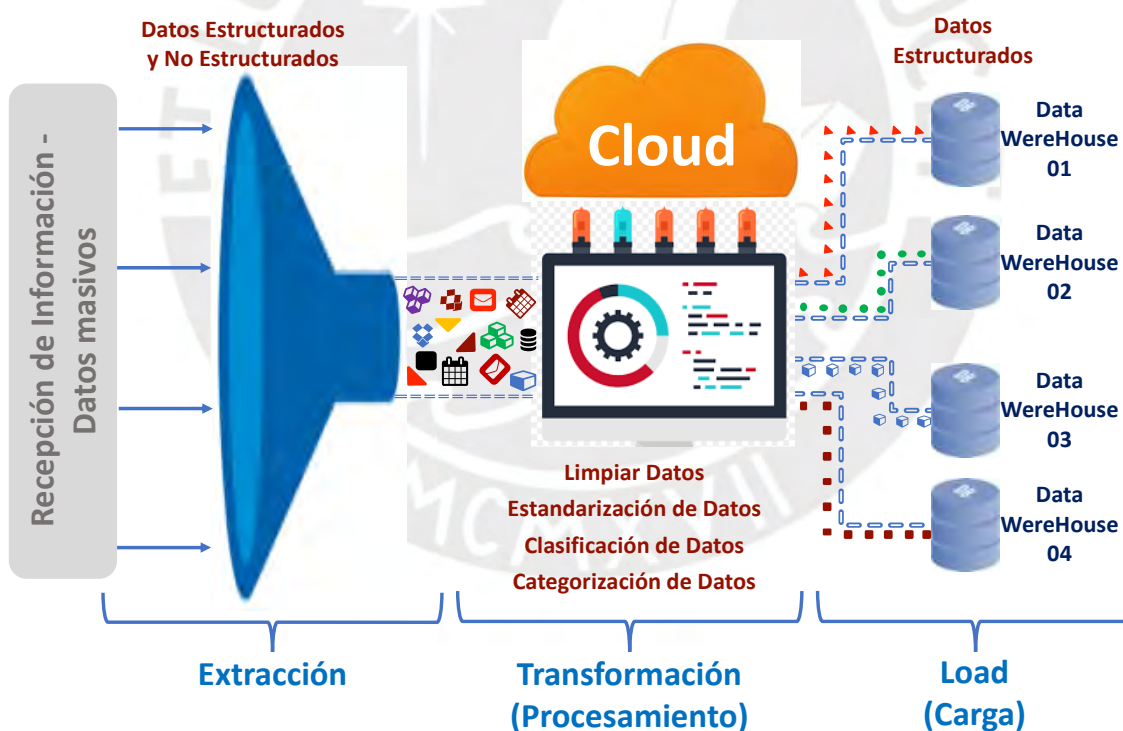 Datos Estructurados
y No Estructurados
Datos
Estructurados
Recepción de Información -
Datos masivos
Cloud
Data
WereHouse
01
Data
WereHouse
02
Data
WereHouse
03
Data
WereHouse
04
Limpiar Datos
Estandarización de Datos
Clasificación de Datos
Categorización de Datos
Extracción
Transformación
(Procesamiento)
Load
(Carga)
MCMXVII